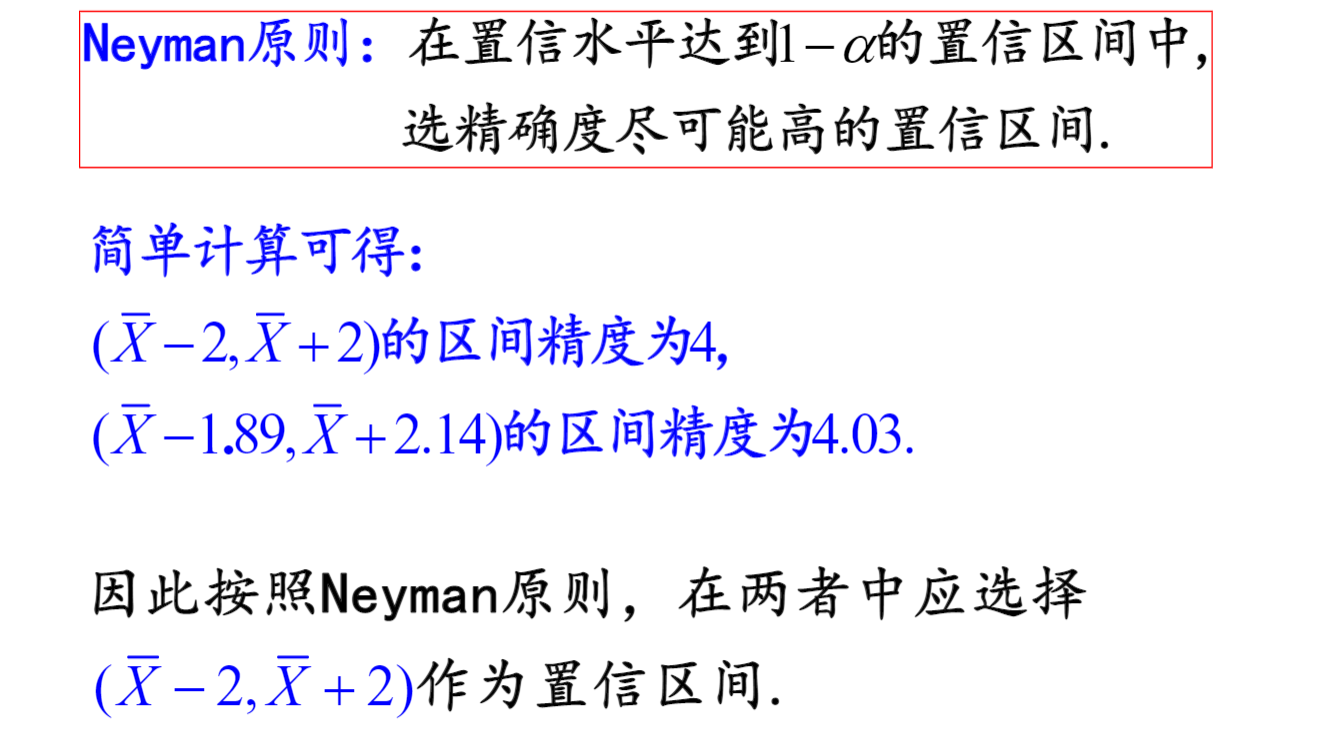 Neyman原则：在置信水平达到1−α的置信区间中,
选精确度尽可能高的置信区间.
简单计算可得:
(X̅−2, X̅+2)的区间精度为4,
(X̅−1.89, X̅+2.14)的区间精度为4.03.
因此按照Neyman原则，在两者中应选择
(X̅−2, X̅+2)作为置信区间.